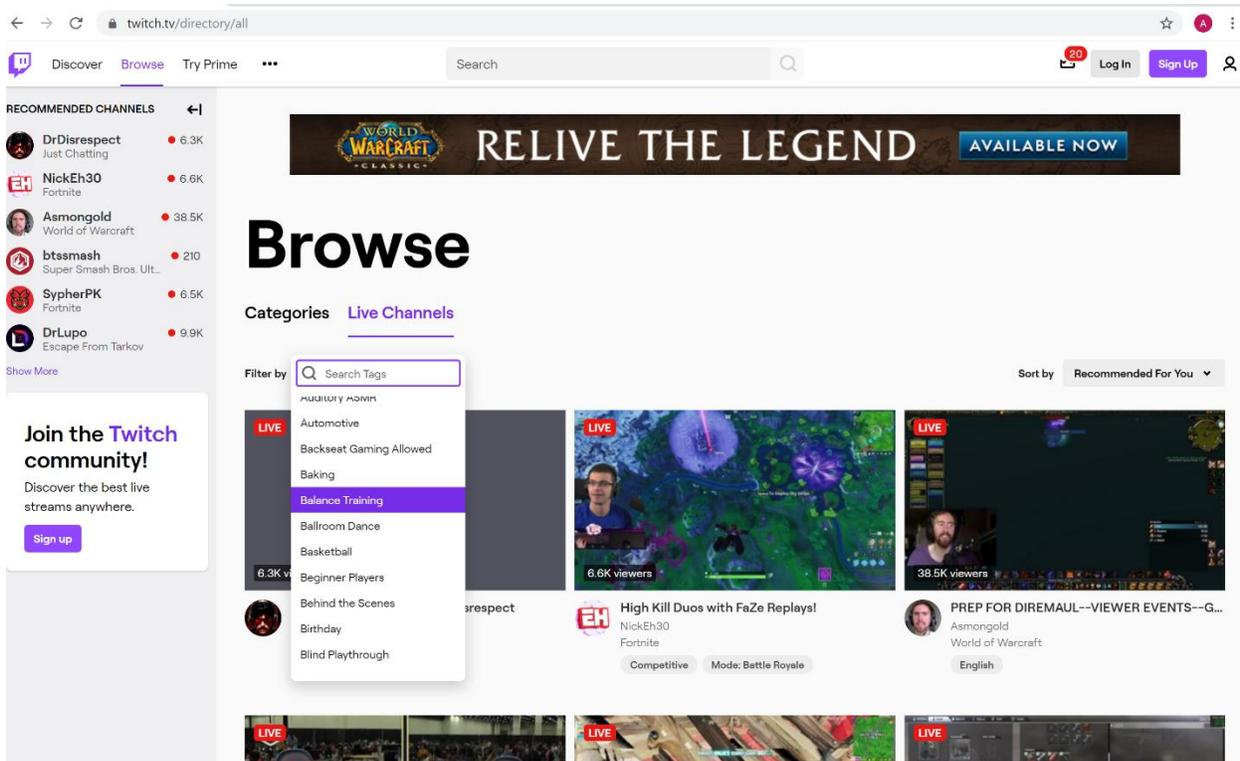 twitch.tv/directory/all
A
Discover Browse Try Prime •••
Search
20
Log In
Sign Up
RECOMMENDED CHANNELS
DrDisrespect
6.3K
Just Chatting
NickEh30
6.6K
Fortnite
Asmongold
38.5K
World of Warcraft
btssmash
210
Super Smash Bros. Ult...
SypherPK
6.5K
Fortnite
DrLupo
9.9K
Escape From Tarkov
Show More
Join the Twitch
community!
Discover the best live
streams anywhere.
Sign up
WORLD
WARCRAFT
CLASSIC
RELIVE THE LEGEND
AVAILABLE NOW
Browse
Categories Live Channels
Filter by
Search Tags
Auditory ASMR
Automotive
Backseat Gaming Allowed
Baking
Balance Training
Ballroom Dance
Basketball
Beginner Players
Behind the Scenes
Birthday
Blind Playthrough
Sort by Recommended For You
LIVE
6.3K vi
srespect
LIVE
6.6K viewers
EH
High Kill Duos with FaZe Replays!
NickEh30
Fortnite
Competitive Mode: Battle Royale
LIVE
38.5K viewers
PREP FOR DIREMAUL--VIEWER EVENTS--G...
Asmongold
World of Warcraft
English
LIVE
LIVE
LIVE